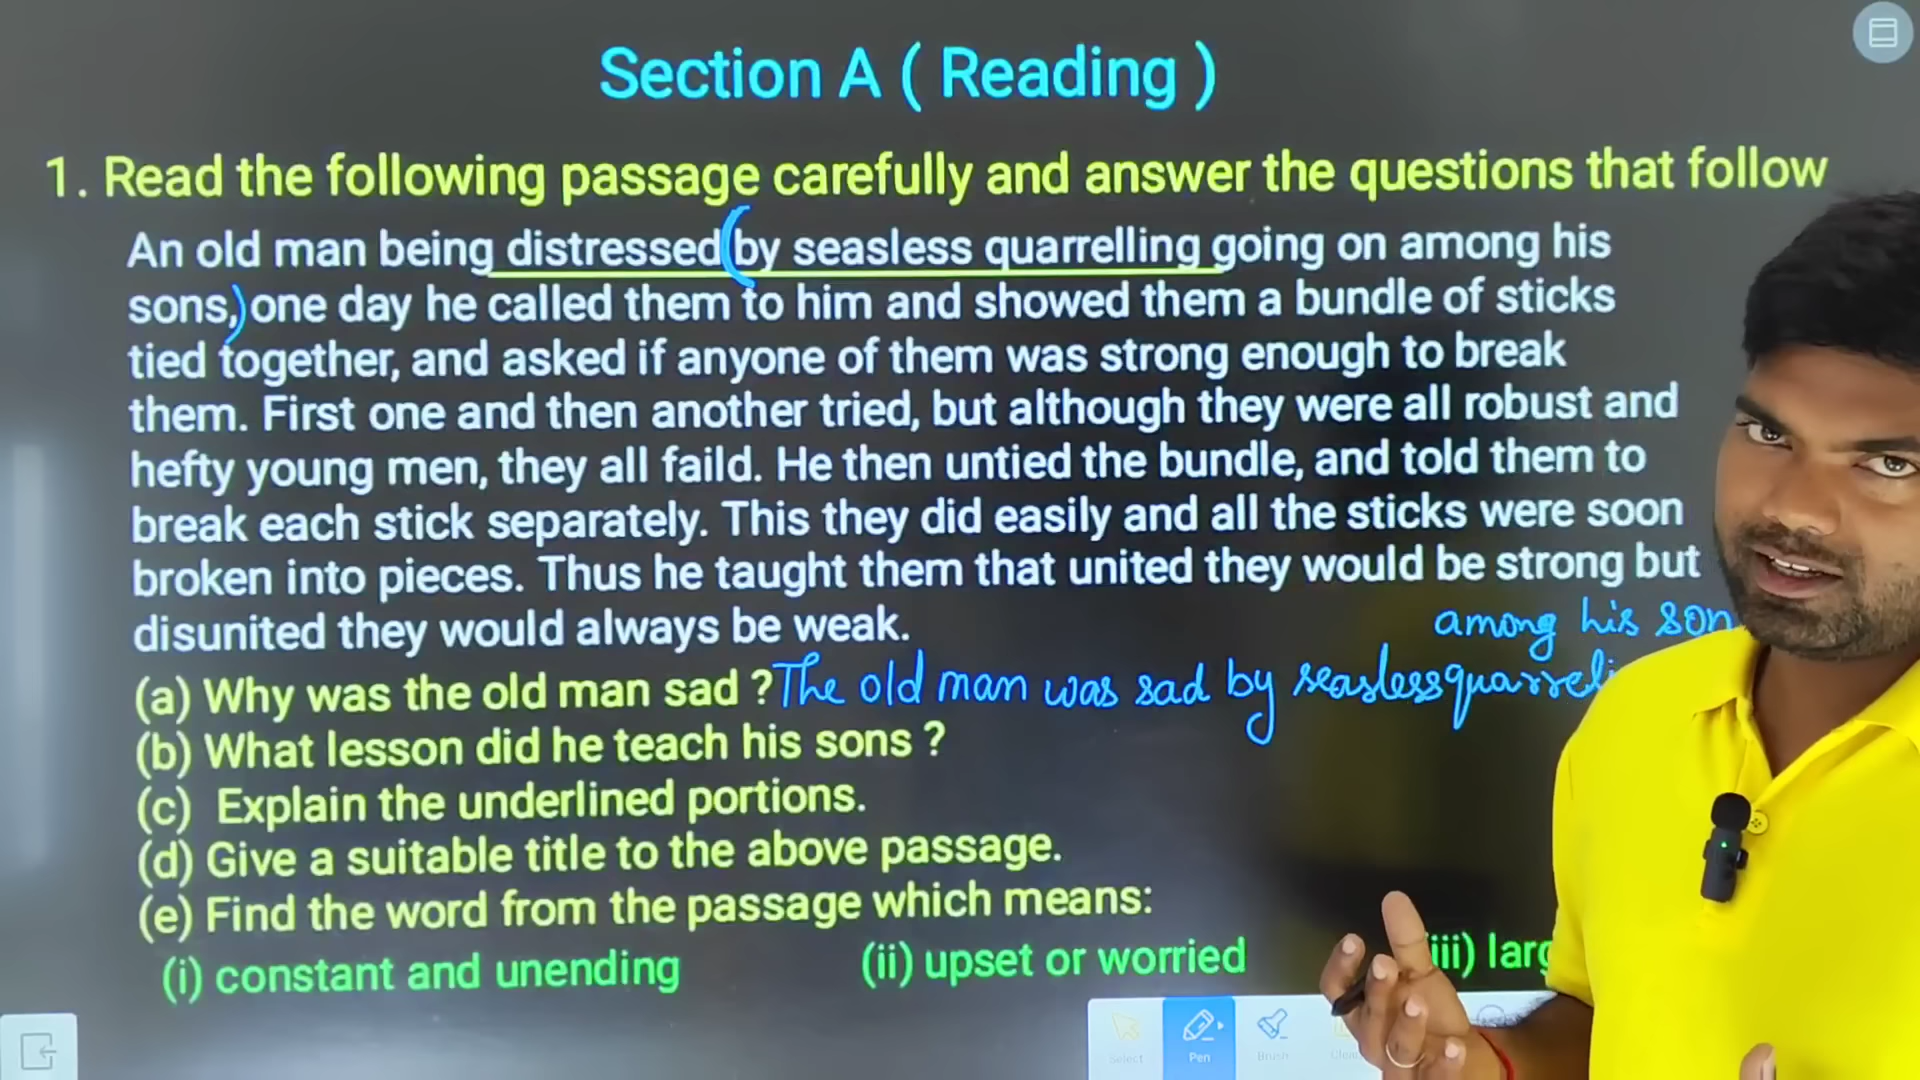 Section A ( Reading )
1. Read the following passage carefully and answer the questions that follow
An old man being distressed (by seasless quarrelling going on among his
sons,) one day he called them to him and showed them a bundle of sticks
tied together, and asked if anyone of them was strong enough to break
them. First one and then another tried, but although they were all robust and
hefty young men, they all faild. He then untied the bundle, and told them to
break each stick separately. This they did easily and all the sticks were soon
broken into pieces. Thus he taught them that united they would be strong but
disunited they would always be weak.
among his son
(a) Why was the old man sad ? The old man was sad by seasless
(b) What lesson did he teach his sons ?
(c) Explain the underlined portions.
(d) Give a suitable title to the above passage.
(e) Find the word from the passage which means:
(i) constant and unending (ii) upset or worried iii)
Select Pen Brush